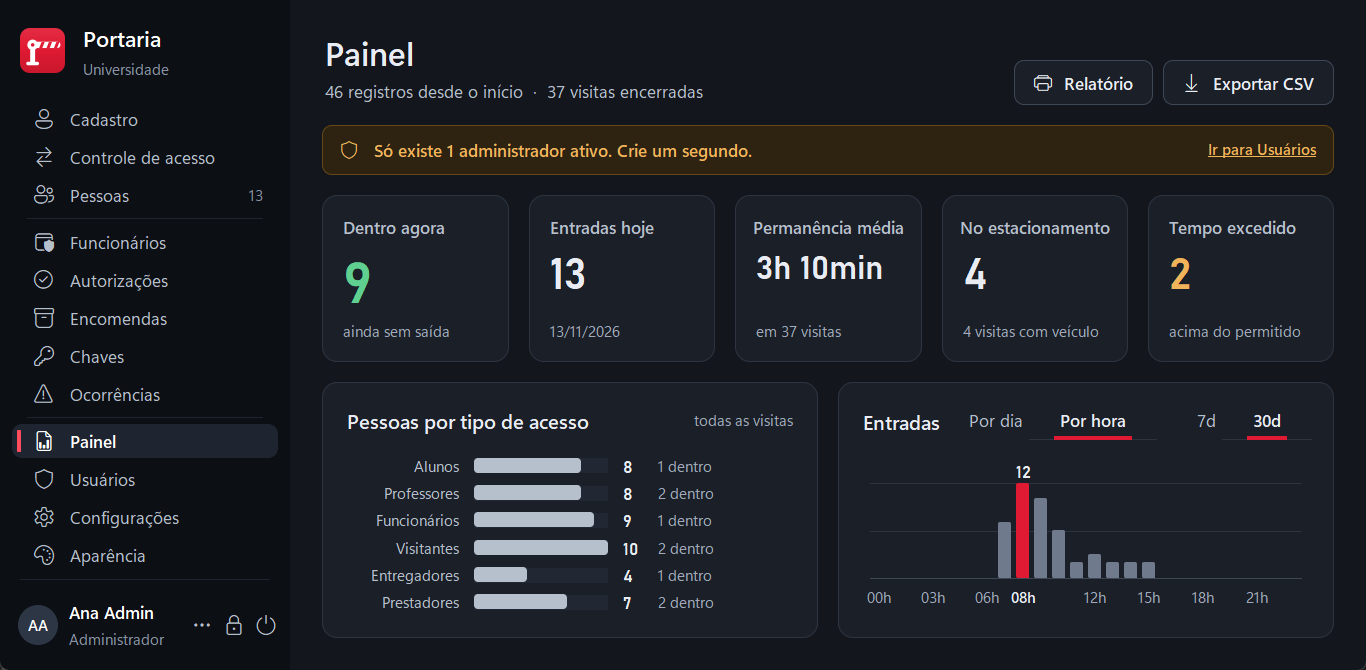 Portaria
Universidade
Cadastro
Controle de acesso
Pessoas 13
Funcionários
Autorizações
Encomendas
Chaves
Ocorrências
Painel
Usuários
Configurações
Aparência
AA
Ana Admin
Administrador
Painel
46 registros desde o início · 37 visitas encerradas
Relatório
Exportar CSV
Só existe 1 administrador ativo. Crie um segundo.
Ir para Usuários
Dentro agora
9
ainda sem saída
Entradas hoje
13
13/11/2026
Permanência média
3h 10min
em 37 visitas
No estacionamento
4
4 visitas com veículo
Tempo excedido
2
acima do permitido
Pessoas por tipo de acesso todas as visitas
Alunos 8 1 dentro
Professores 8 2 dentro
Funcionários 9 1 dentro
Visitantes 10 2 dentro
Entregadores 4 1 dentro
Prestadores 7 2 dentro
Entradas Por dia Por hora 7d 30d
12
00h 03h 06h 08h 12h 15h 18h 21h